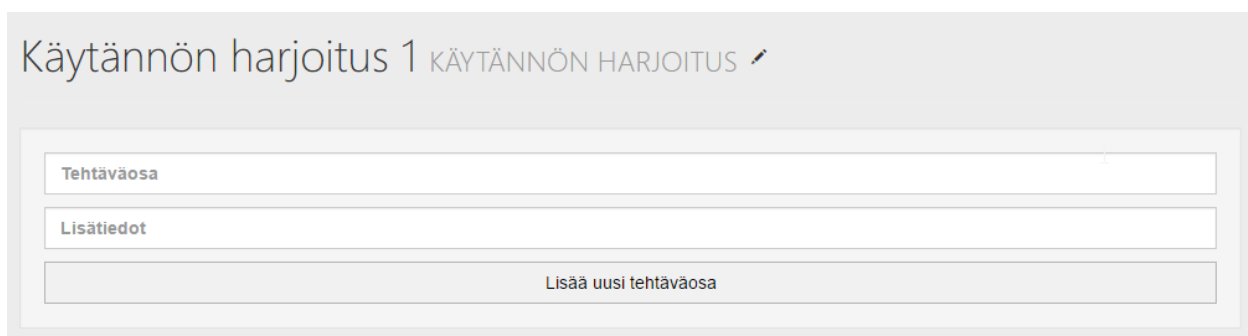 Käytännön harjoitus 1 KÄYTÄNNÖN HARJOITUS
Tehtäväosa
Lisätiedot
Lisää uusi tehtäväosa